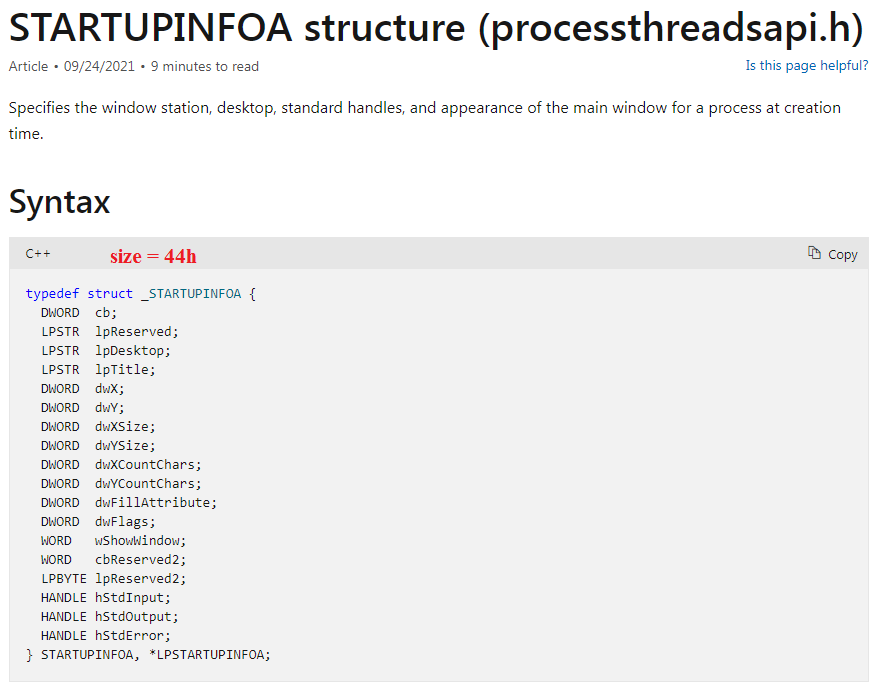 STARTUPINFOA structure (processthreadsapi.h)
Article • 09/24/2021 • 9 minutes to read
Is this page helpful?
Specifies the window station, desktop, standard handles, and appearance of the main window for a process at creation
time.
Syntax
C++
size = 44h
Copy
typedef struct _STARTUPINFOA {
  DWORD  cb;
  LPSTR  lpReserved;
  LPSTR  lpDesktop;
  LPSTR  lpTitle;
  DWORD  dwX;
  DWORD  dwY;
  DWORD  dwXSize;
  DWORD  dwYSize;
  DWORD  dwXCountChars;
  DWORD  dwYCountChars;
  DWORD  dwFillAttribute;
  DWORD  dwFlags;
  WORD   wShowWindow;
  WORD   cbReserved2;
  LPBYTE lpReserved2;
  HANDLE hStdInput;
  HANDLE hStdOutput;
  HANDLE hStdError;
} STARTUPINFOA, *LPSTARTUPINFOA;